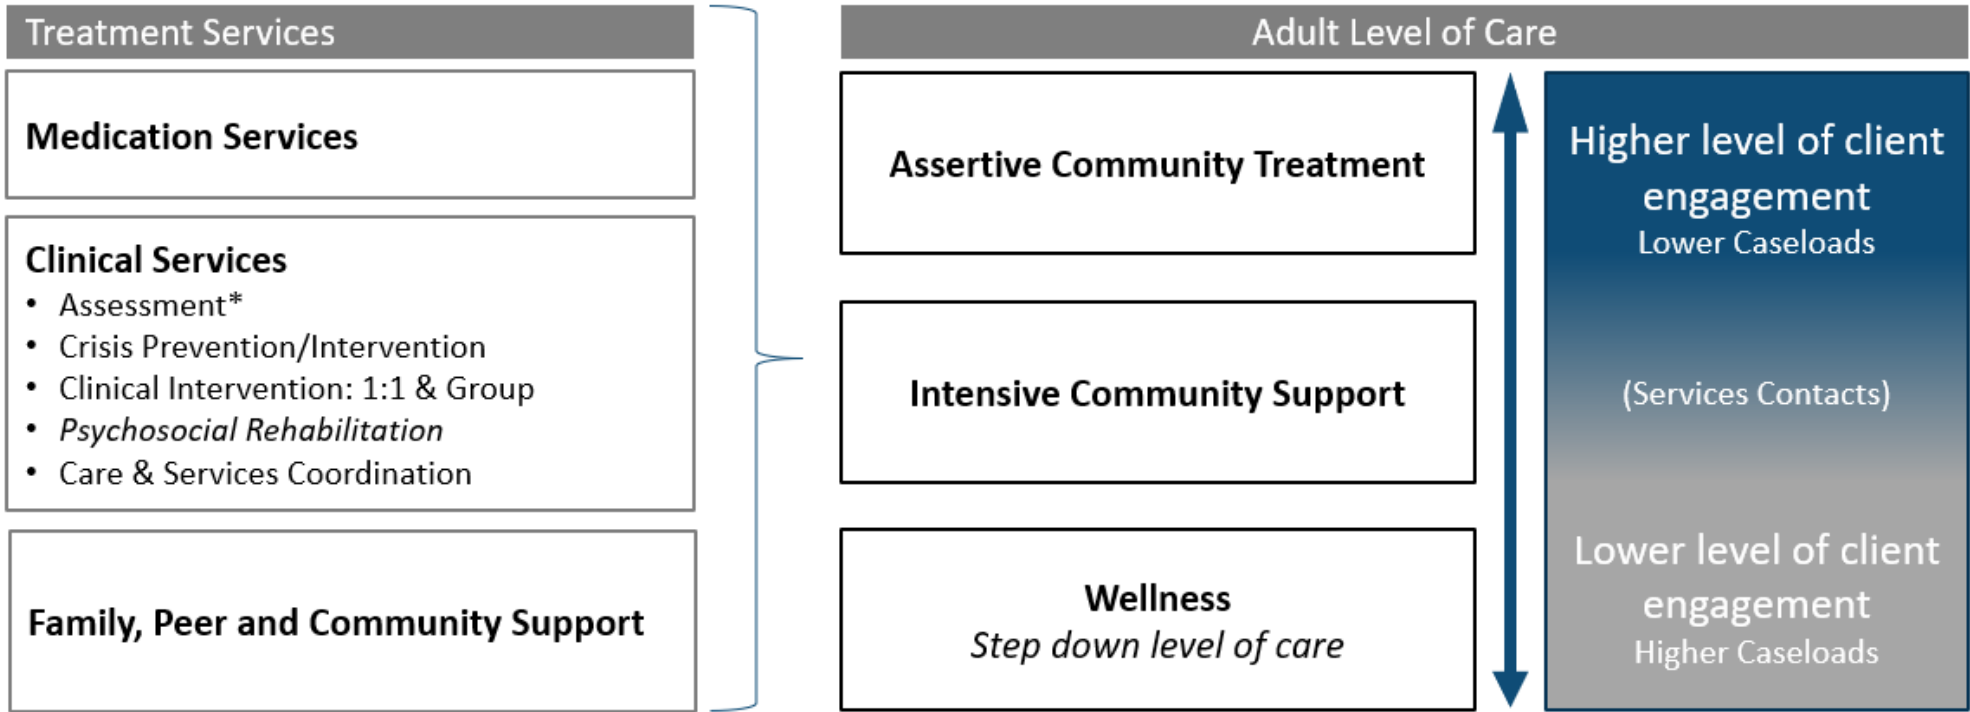 Treatment Services
Medication Services
Clinical Services
• Assessment*
• Crisis Prevention/Intervention
• Clinical Intervention: 1:1 & Group
• Psychosocial Rehabilitation
• Care & Services Coordination
Family, Peer and Community Support
Adult Level of Care
Assertive Community Treatment
Intensive Community Support
Wellness
Step down level of care
Higher level of client
engagement
Lower Caseloads
(Services Contacts)
Lower level of client
engagement
Higher Caseloads